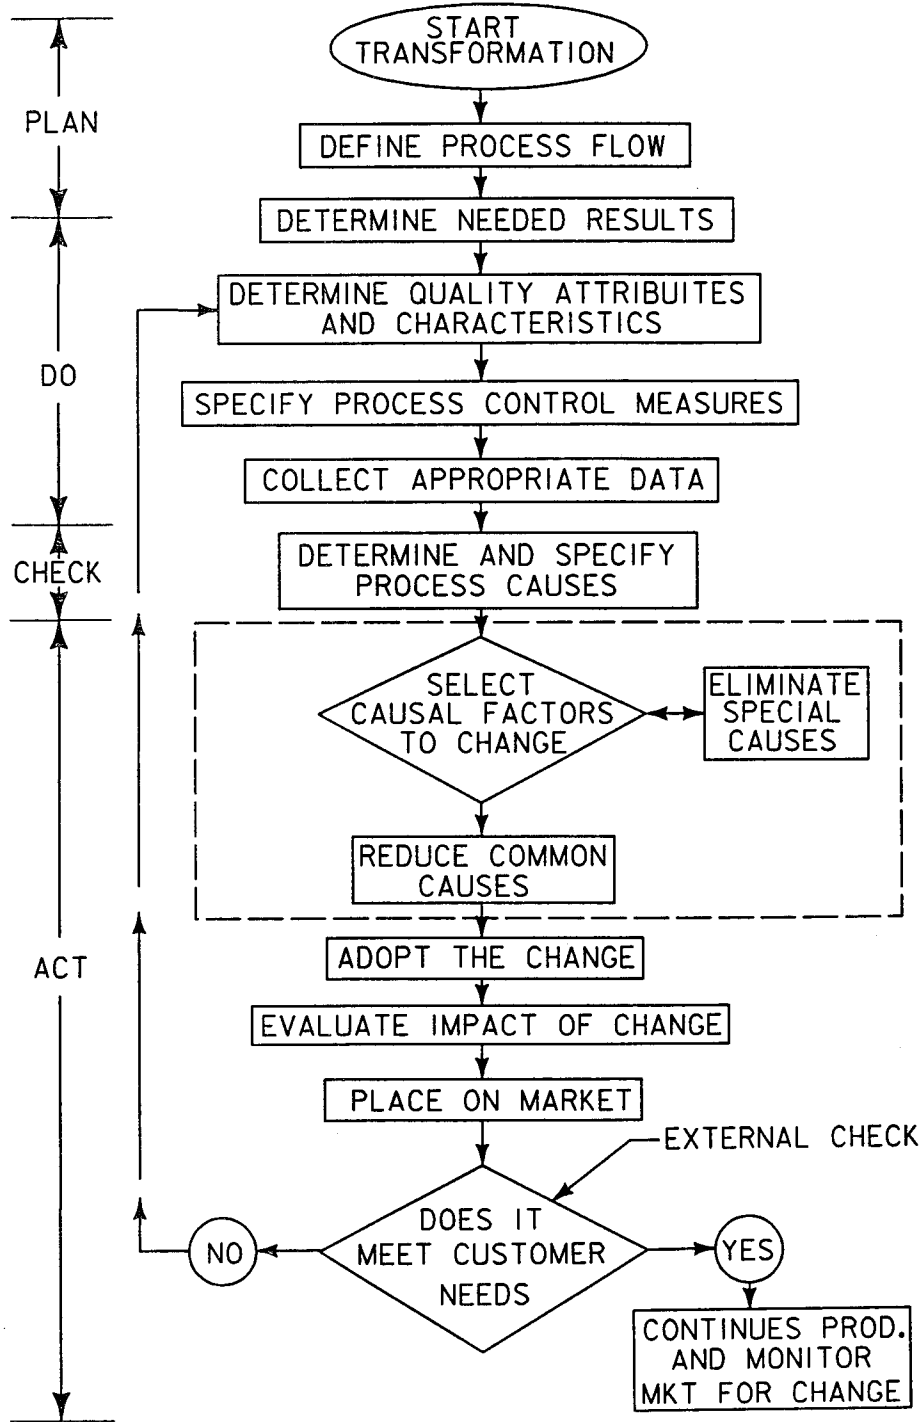 START
TRANSFORMATION
PLAN
DEFINE PROCESS FLOW
DETERMINE NEEDED RESULTS
DETERMINE QUALITY ATTRIBUITES
AND CHARACTERISTICS
DO
SPECIFY PROCESS CONTROL MEASURES
COLLECT APPROPRIATE DATA
CHECK
DETERMINE AND SPECIFY
PROCESS CAUSES
SELECT
CAUSAL FACTORS
TO CHANGE
ELIMINATE
SPECIAL
CAUSES
REDUCE COMMON
CAUSES
ACT
ADOPT THE CHANGE
EVALUATE IMPACT OF CHANGE
PLACE ON MARKET
EXTERNAL CHECK
DOES IT
MEET CUSTOMER
NEEDS
NO
YES
CONTINUES PROD.
AND MONITOR
MKT FOR CHANGE